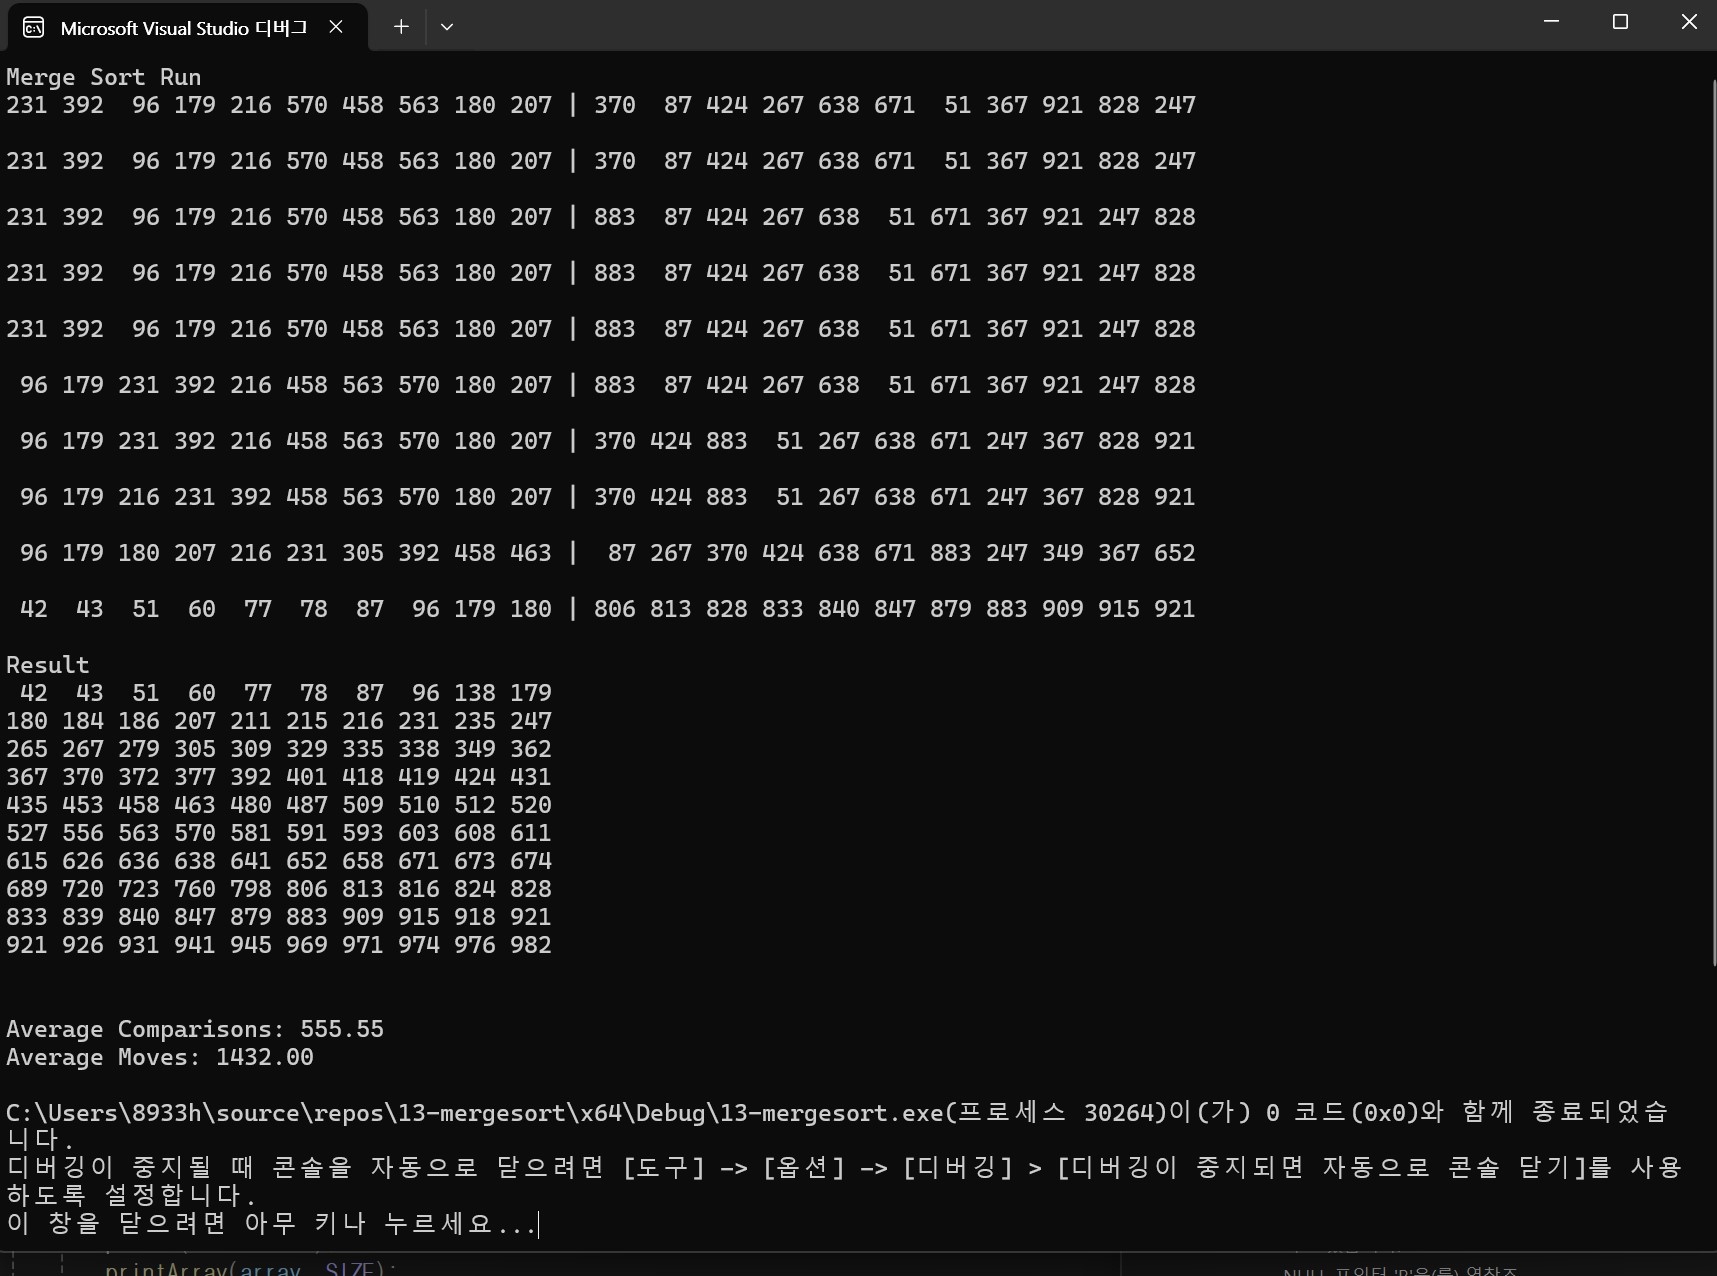 Microsoft Visual Studio 디버그
Merge Sort Run
231 392  96 179 216 570 458 563 180 207 | 370  87 424 267 638 671  51 367 921 828 247
231 392  96 179 216 570 458 563 180 207 | 370  87 424 267 638 671  51 367 921 828 247
231 392  96 179 216 570 458 563 180 207 | 883  87 424 267 638  51 671 367 921 247 828
231 392  96 179 216 570 458 563 180 207 | 883  87 424 267 638  51 671 367 921 247 828
231 392  96 179 216 570 458 563 180 207 | 883  87 424 267 638  51 671 367 921 247 828
 96 179 231 392 216 458 563 570 180 207 | 883  87 424 267 638  51 671 367 921 247 828
 96 179 231 392 216 458 563 570 180 207 | 370 424 883  51 267 638 671 247 367 828 921
 96 179 216 231 392 458 563 570 180 207 | 370 424 883  51 267 638 671 247 367 828 921
 96 179 180 207 216 231 305 392 458 463 |  87 267 370 424 638 671 883 247 349 367 652
 42  43  51  60  77  78  87  96 179 180 | 806 813 828 833 840 847 879 883 909 915 921
Result
 42  43  51  60  77  78  87  96 138 179
180 184 186 207 211 215 216 231 235 247
265 267 279 305 309 329 335 338 349 362
367 370 372 377 392 401 418 419 424 431
435 453 458 463 480 487 509 510 512 520
527 556 563 570 581 591 593 603 608 611
615 626 636 638 641 652 658 671 673 674
689 720 723 760 798 806 813 816 824 828
833 839 840 847 879 883 909 915 918 921
921 926 931 941 945 969 971 974 976 982
Average Comparisons: 555.55
Average Moves: 1432.00
C:\Users\8933h\source\repos\13-mergesort\x64\Debug\13-mergesort.exe(프로세스 30264)이(가) 0 코드(0x0)와 함께 종료되었습
니다.
디버깅이 중지될 때 콘솔을 자동으로 닫으려면 [도구] -> [옵션] -> [디버깅] > [디버깅이 중지되면 자동으로 콘솔 닫기]를 사용
하도록 설정합니다.
이 창을 닫으려면 아무 키나 누르세요...
printArray(array, SIZE);